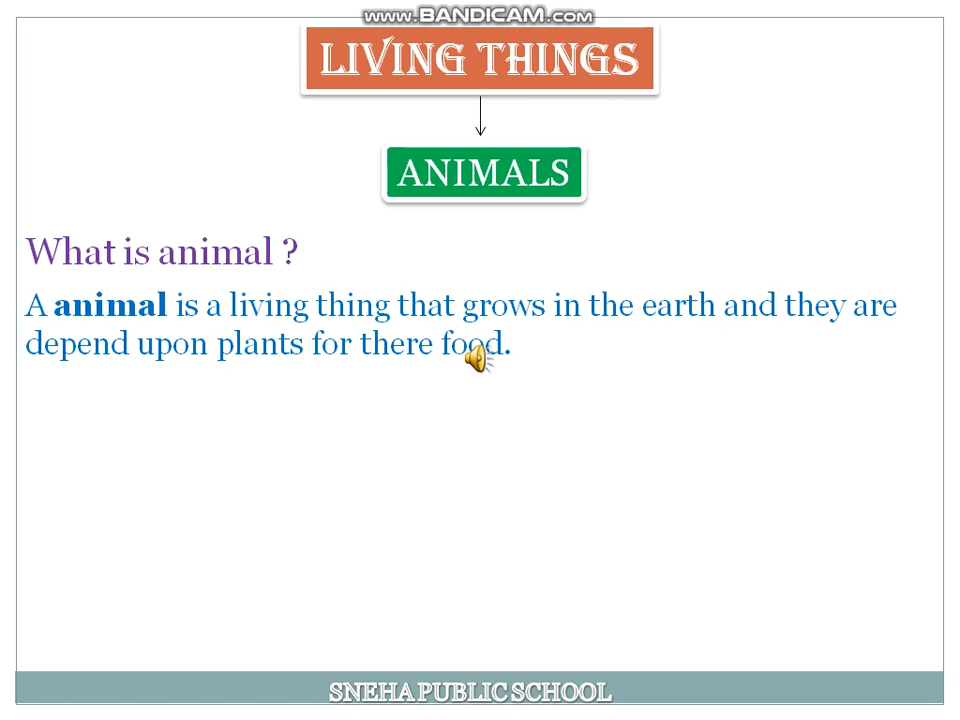 www.BANDICAM.com
LIVING THINGS
ANIMALS
What is animal ?
A animal is a living thing that grows in the earth and they are
depend upon plants for there food.
SNEHA PUBLIC SCHOOL